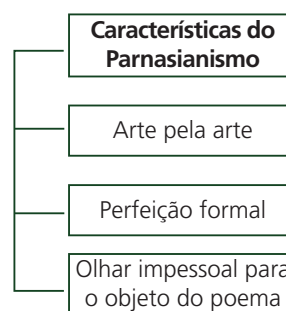 Características do
Parnasianismo
Arte pela arte
Perfeição formal
Olhar impessoal para
o objeto do poema